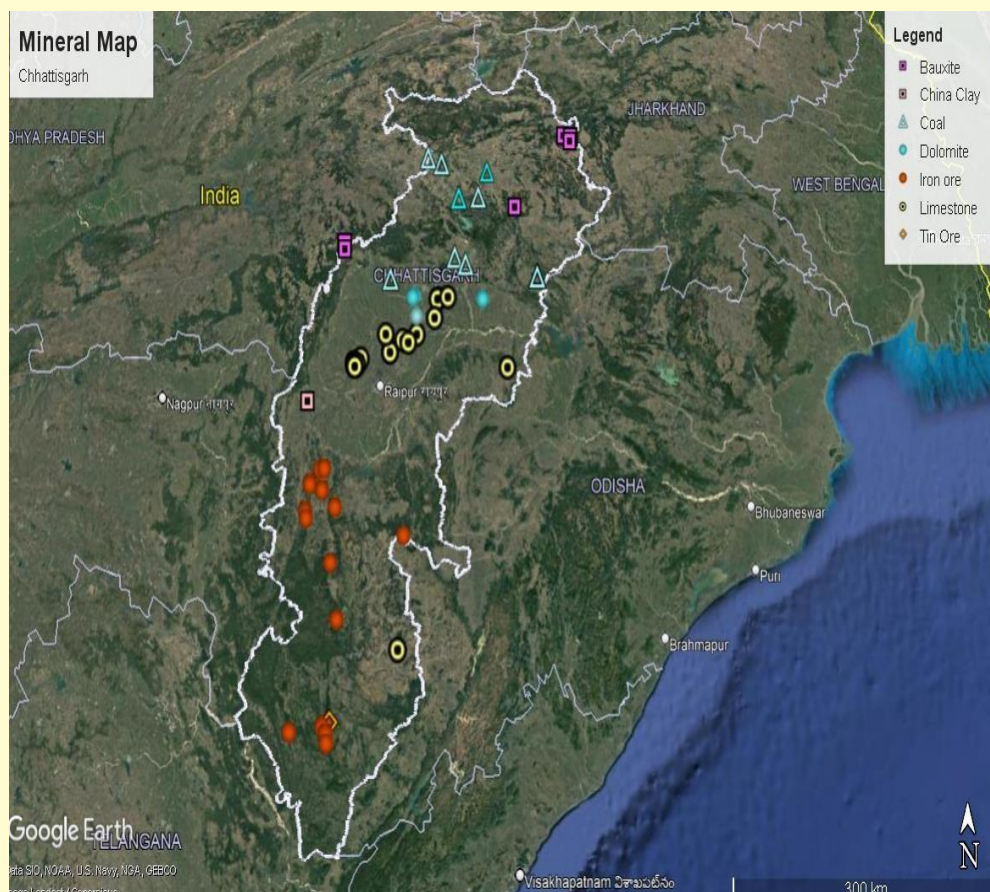 Mineral Map
Chhattisgarh
Legend
Bauxite
China Clay
Coal
Dolomite
Iron ore
Limestone
Tin Ore
JHARKHAND
DHYA PRADESH
WEST BENGAL
India
CHHATTISGARH
Raipur रायपुर
Nagpur नागपुर
ODISHA
Bhubaneswar
Puri
Brahmapur
Google Earth
TELANGANA
ata SIO, NOAA, U.S. Navy, NGA, GEBCO
Visakhapatnam విశాఖపట్నం
300 km
N